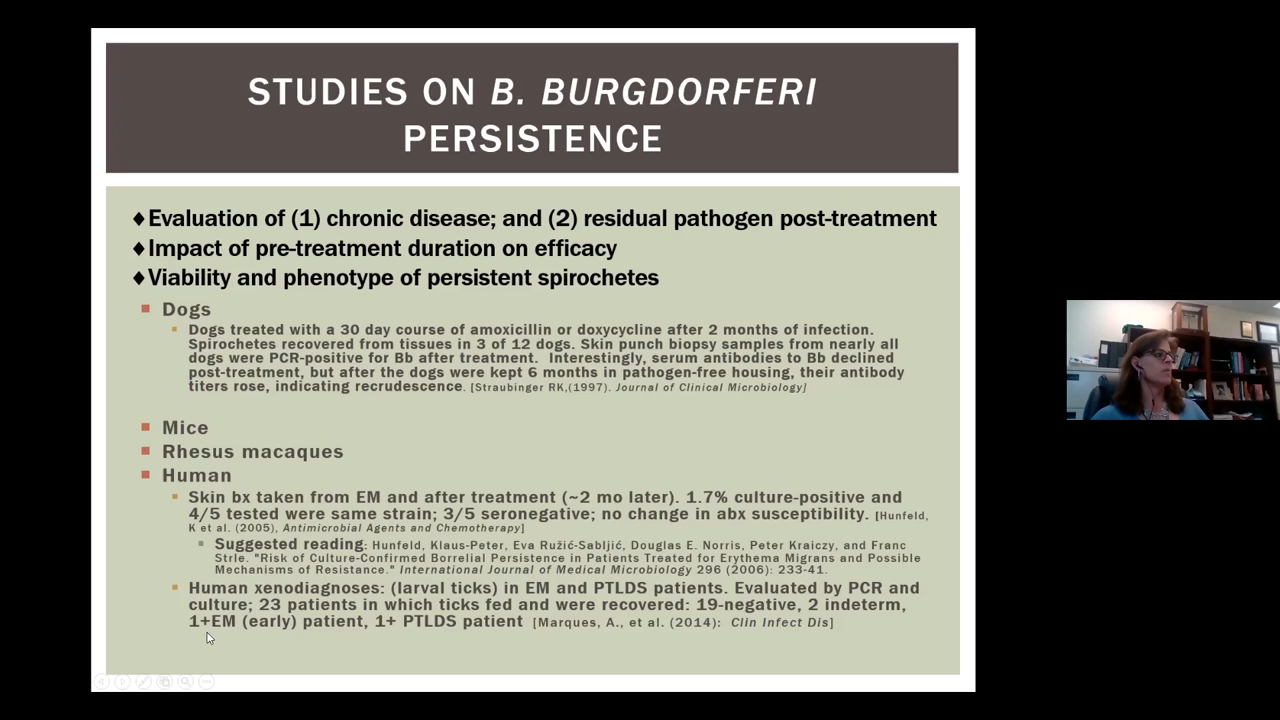 STUDIES ON B. BURGDORFERI
PERSISTENCE
♦Evaluation of (1) chronic disease; and (2) residual pathogen post-treatment
♦Impact of pre-treatment duration on efficacy
♦Viability and phenotype of persistent spirochetes
Dogs
Dogs treated with a 30 day course of amoxicillin or doxycycline after 2 months of infection.
Spirochetes recovered from tissues in 3 of 12 dogs. Skin punch biopsy samples from nearly all
dogs were PCR-positive for Bb after treatment. Interestingly, serum antibodies to Bb declined
post-treatment, but after the dogs were kept 6 months in pathogen-free housing, their antibody
titers rose, indicating recrudescence. [Straubinger RK,(1997). Journal of Clinical Microbiology]
Mice
Rhesus macaques
Human
Skin bx taken from EM and after treatment (~2 mo later). 1.7% culture-positive and
4/5 tested were same strain; 3/5 seronegative; no change in abx susceptibility. [Hunfeld,
K et al. (2005), Antimicrobial Agents and Chemotherapy]
Suggested reading: Hunfeld, Klaus-Peter, Eva Ružić-Sabljić, Douglas E. Norris, Peter Kraiczy, and Franc
Strle. "Risk of Culture-Confirmed Borrelial Persistence in Patients Treated for Erythema Migrans and Possible
Mechanisms of Resistance." International Journal of Medical Microbiology 296 (2006): 233-41.
Human xenodiagnoses: (larval ticks) in EM and PTLDS patients. Evaluated by PCR and
culture; 23 patients in which ticks fed and were recovered: 19-negative, 2 indeterm,
1+EM (early) patient, 1+ PTLDS patient [Marques, A., et al. (2014): Clin Infect Dis]